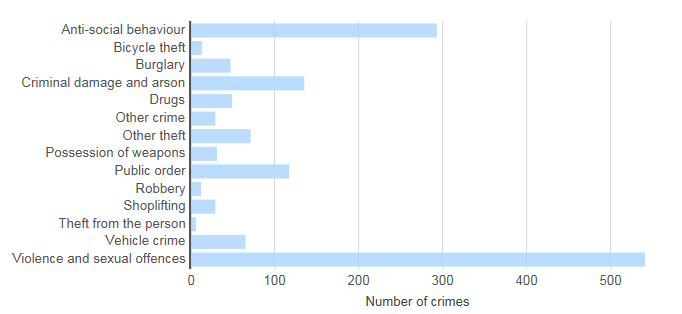 Anti-social behaviour
Bicycle theft
Burglary
Criminal damage and arson
Drugs
Other crime
Other theft
Possession of weapons
Public order
Robbery
Shoplifting
Theft from the person
Vehicle crime
Violence and sexual offences
0 100 200 300 400 500
Number of crimes